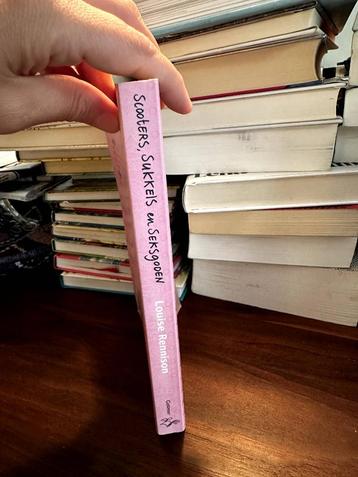 Scooters, Sukkels en Seksgoden
Louise Rennison